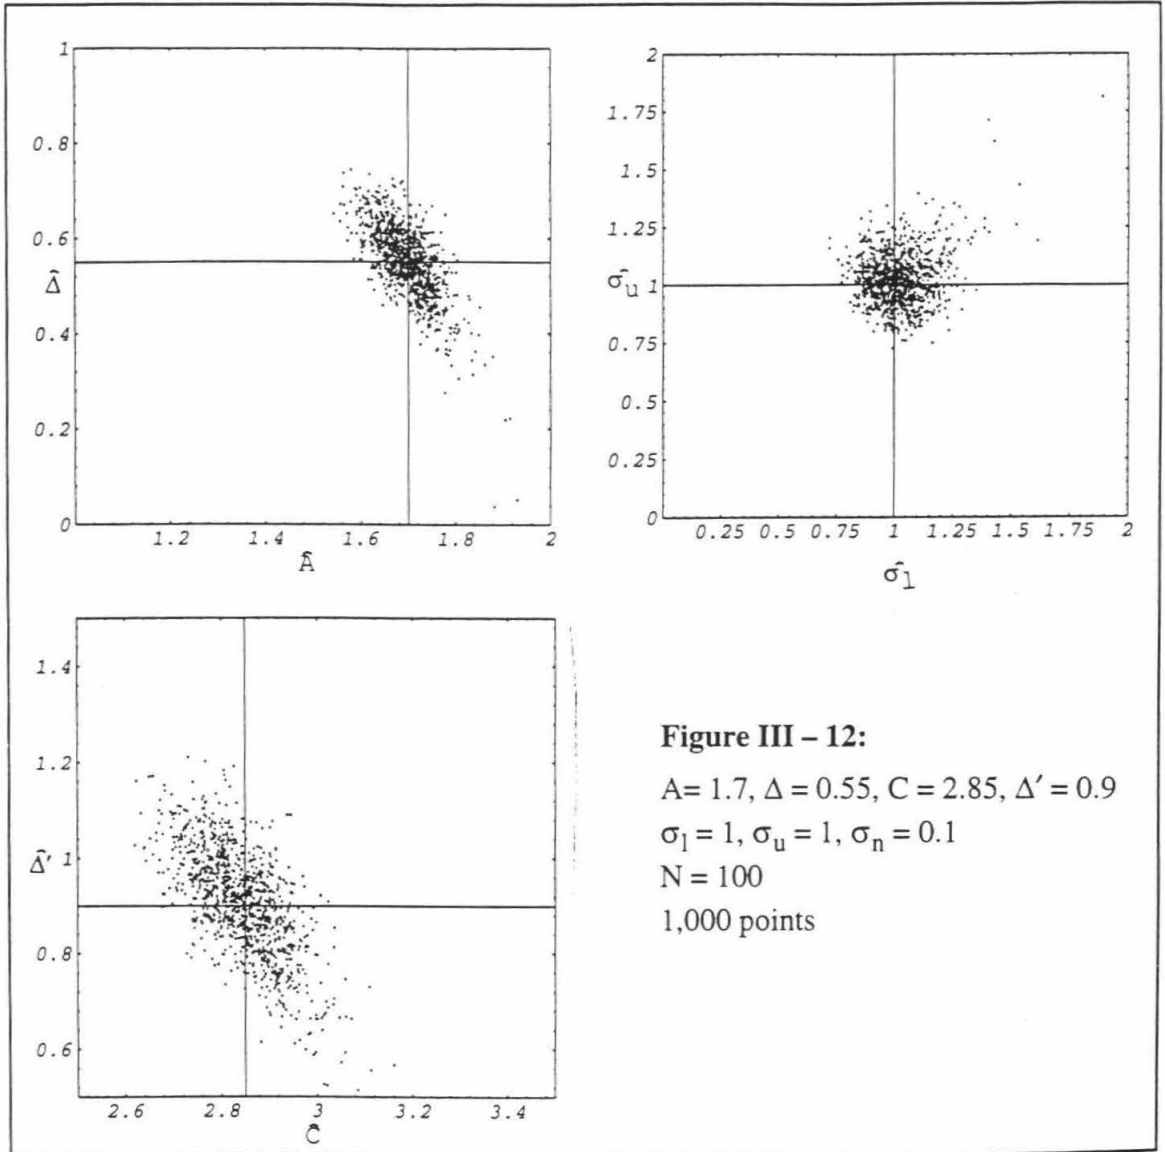 1
0.8
0.6
Δ̂
0.4
0.2
0
1.2 1.4 1.6 1.8 2
Â
2
1.75
1.5
1.25
σ̂u 1
0.75
0.5
0.25
0
0.25 0.5 0.75 1 1.25 1.5 1.75 2
σ̂l
1.4
1.2
Δ̂′ 1
0.8
0.6
2.6 2.8 3 3.2 3.4
Ĉ
Figure III – 12:
A= 1.7, Δ = 0.55, C = 2.85, Δ′ = 0.9
σl = 1, σu = 1, σn = 0.1
N = 100
1,000 points